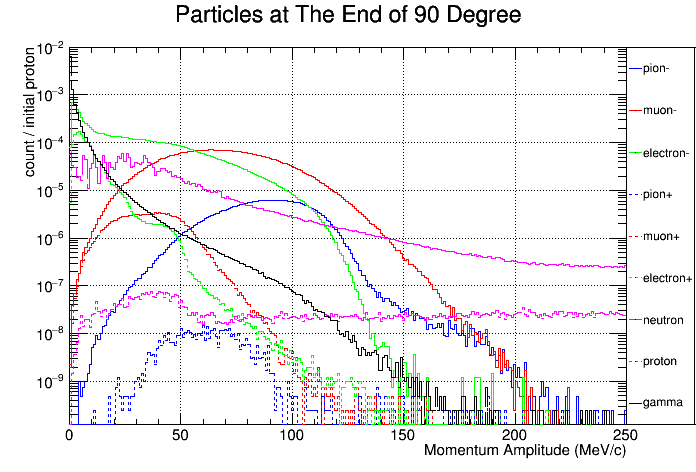 Particles at The End of 90 Degree
count / initial proton
10−2
10−3
10−4
10−5
10−6
10−7
10−8
10−9
0 50 100 150 200 250
Momentum Amplitude (MeV/c)
pion-
muon-
electron-
pion+
muon+
electron+
neutron
proton
gamma